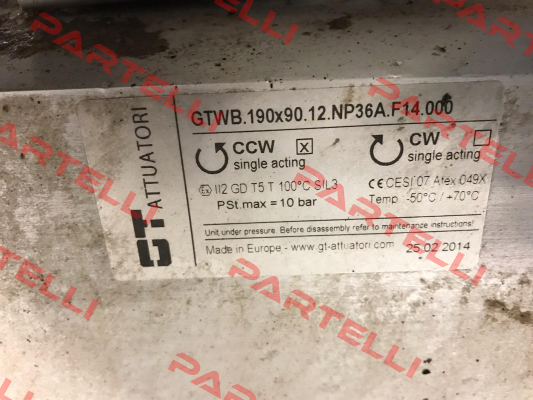 PARTELLI
PARTELLI
GT ATTUATORI
GTWB.190x90.12.NP36A.F14.000
CCW X
single acting
CW
single acting
II2 GD T5 T 100°C SIL3
PSt.max = 10 bar
CE CESI 07 Atex 049X
Temp -50°C / +70°C
Unit under pressure. Before disassembly refer to maintenance instructions!
Made in Europe - www.gt-attuatori.com 25.02 2014
PARTELLI
PARTELLI
PARTELLI
PARTELLI